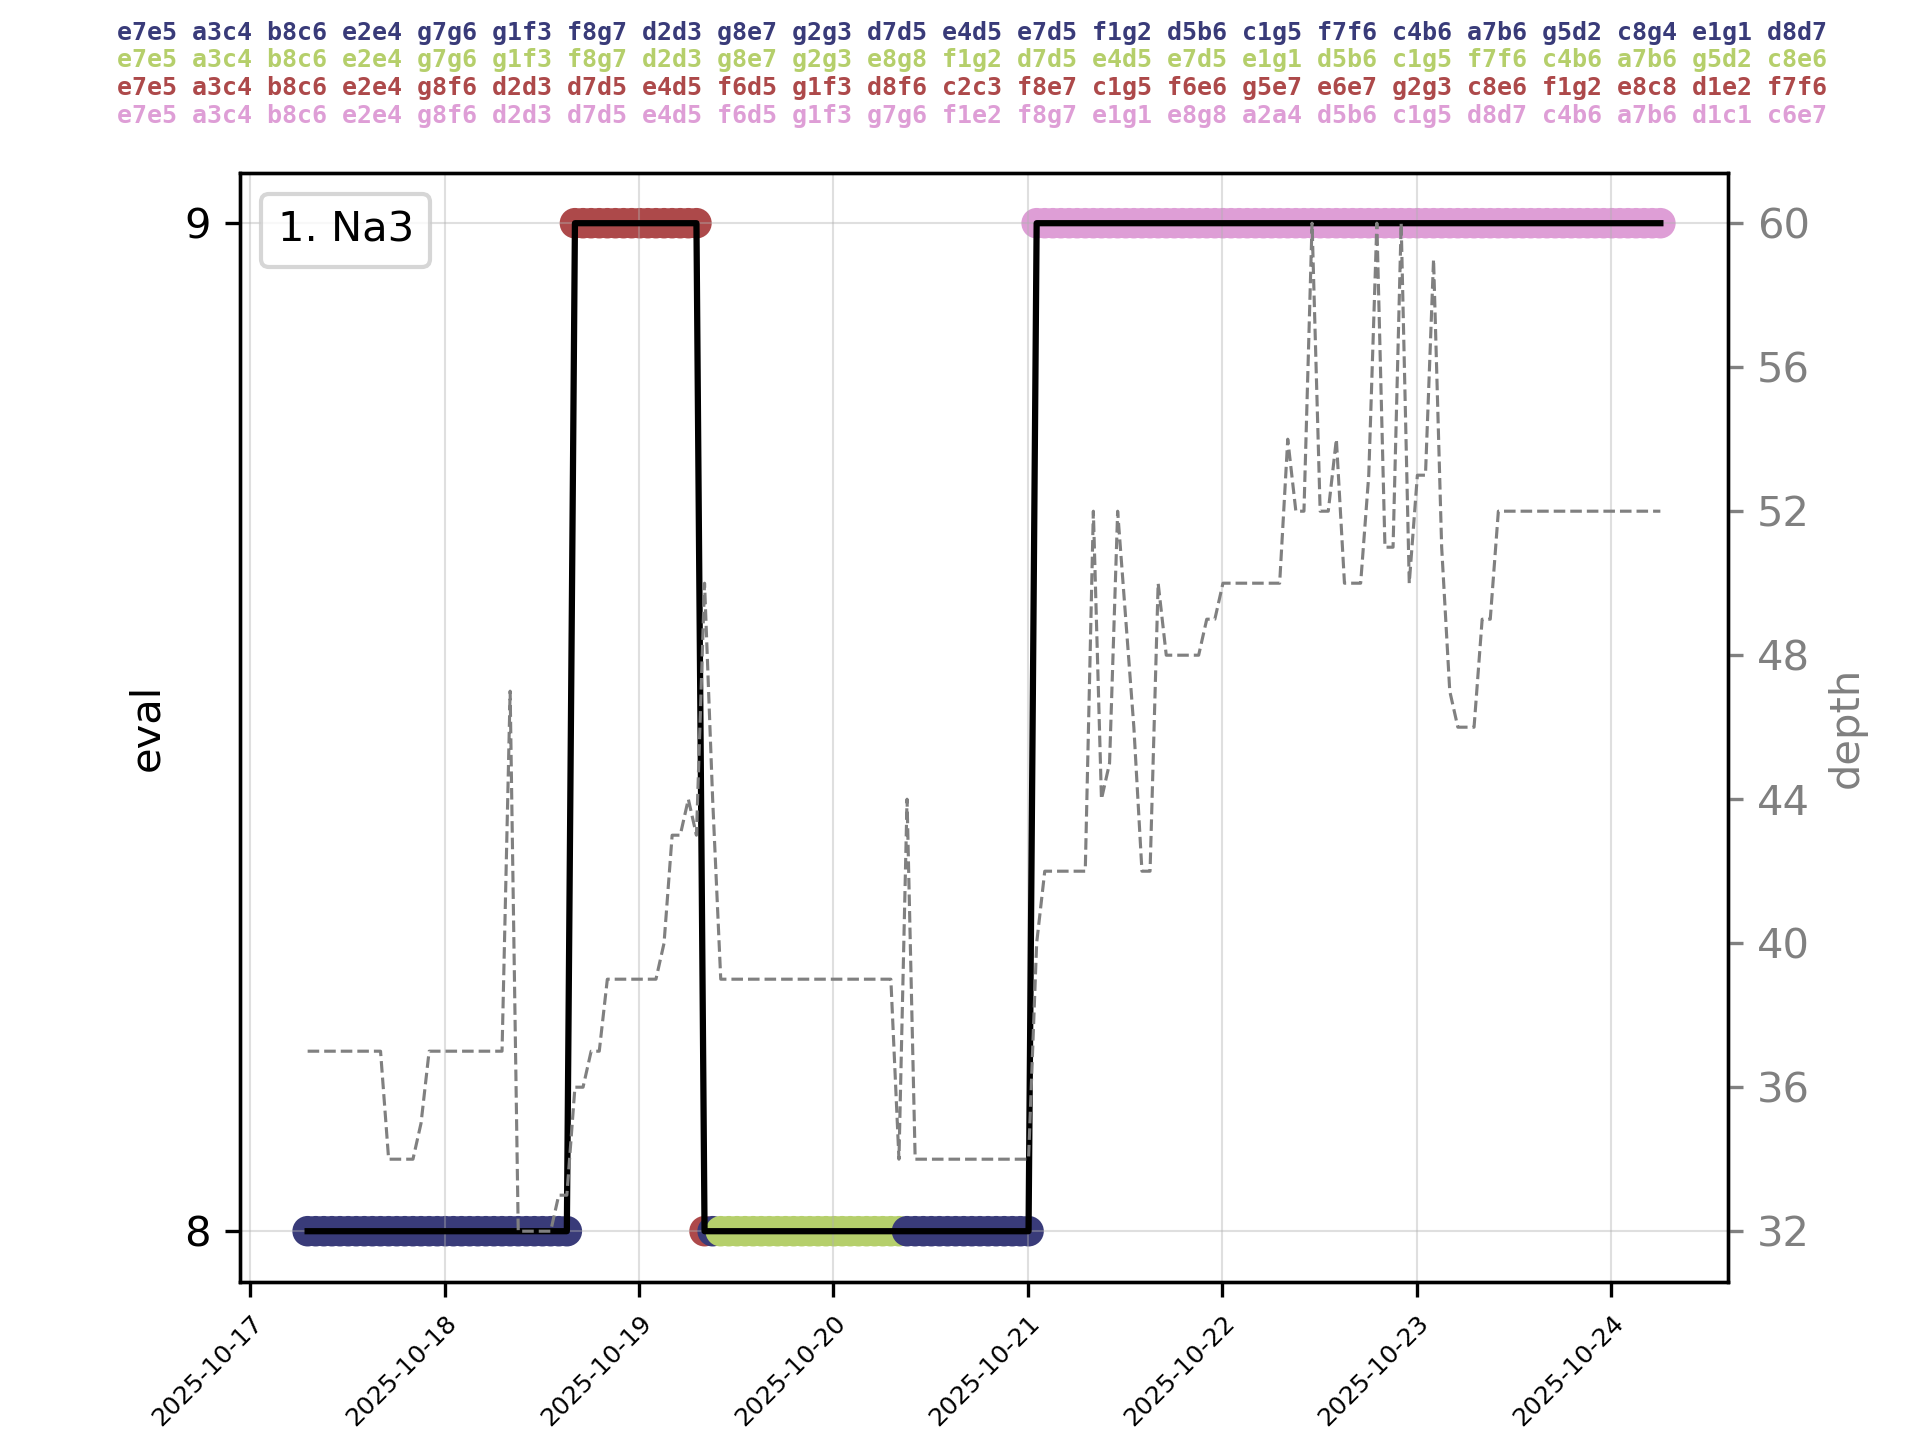 e7e5 a3c4 b8c6 e2e4 g7g6 g1f3 f8g7 d2d3 g8e7 g2g3 d7d5 e4d5 e7d5 f1g2 d5b6 c1g5 f7f6 c4b6 a7b6 g5d2 c8g4 e1g1 d8d7
e7e5 a3c4 b8c6 e2e4 g7g6 g1f3 f8g7 d2d3 g8e7 g2g3 e8g8 f1g2 d7d5 e4d5 e7d5 e1g1 d5b6 c1g5 f7f6 c4b6 a7b6 g5d2 c8e6
e7e5 a3c4 b8c6 e2e4 g8f6 d2d3 d7d5 e4d5 f6d5 g1f3 d8f6 c2c3 f8e7 c1g5 f6e6 g5e7 e6e7 g2g3 c8e6 f1g2 e8c8 d1e2 f7f6
e7e5 a3c4 b8c6 e2e4 g8f6 d2d3 d7d5 e4d5 f6d5 g1f3 g7g6 f1e2 f8g7 e1g1 e8g8 a2a4 d5b6 c1g5 d8d7 c4b6 a7b6 d1c1 c6e7
1. Na3
9
8
eval
60
56
52
48
44
40
36
32
depth
2025-10-17
2025-10-18
2025-10-19
2025-10-20
2025-10-21
2025-10-22
2025-10-23
2025-10-24